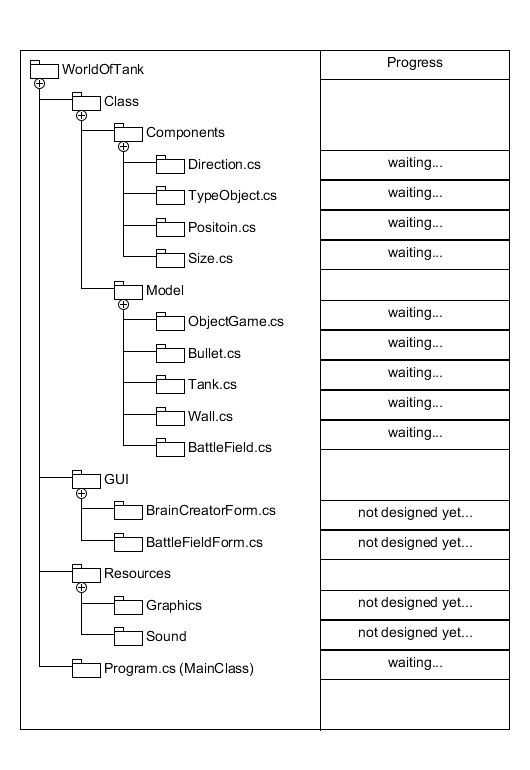 WorldOfTank Progress
Class
Components
Direction.cs waiting...
TypeObject.cs waiting...
Positoin.cs waiting...
Size.cs waiting...
Model
ObjectGame.cs waiting...
Bullet.cs waiting...
Tank.cs waiting...
Wall.cs waiting...
BattleField.cs waiting...
GUI
BrainCreatorForm.cs not designed yet...
BattleFieldForm.cs not designed yet...
Resources
Graphics not designed yet...
Sound not designed yet...
Program.cs (MainClass) waiting...